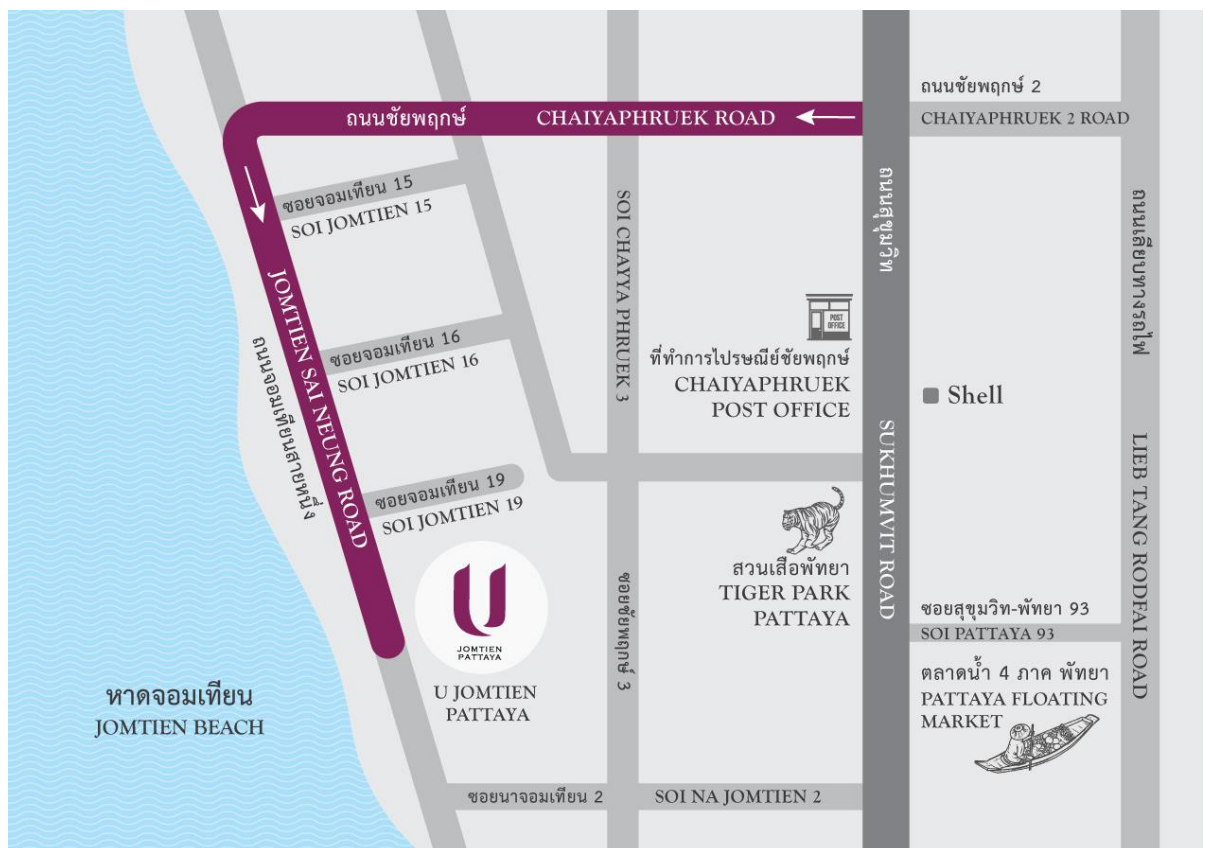 ถนนชัยพฤกษ์ 2
CHAIYAPHRUEK 2 ROAD
ถนนชัยพฤกษ์
CHAIYAPHRUEK ROAD
ซอยจอมเทียน 15
SOI JOMTIEN 15
JOMTIEN SAI NEUNG ROAD
ถนนจอมเทียนสายหนึ่ง
ซอยจอมเทียน 16
SOI JOMTIEN 16
ซอยจอมเทียน 19
SOI JOMTIEN 19
SOI CHAYYA PHRUEK 3
ซอยชัยพฤกษ์ 3
POST
OFFICE
ที่ทำการไปรษณีย์ชัยพฤกษ์
CHAIYAPHRUEK
POST OFFICE
ถนนสุขุมวิท
SUKHUMVIT ROAD
Shell
ถนนเลียบทางรถไฟ
LIEB TANG RODFAI ROAD
สวนเสือพัทยา
TIGER PARK
PATTAYA
ซอยสุขุมวิท-พัทยา 93
SOI PATTAYA 93
ตลาดน้ำ 4 ภาค พัทยา
PATTAYA FLOATING
MARKET
U
JOMTIEN
PATTAYA
U JOMTIEN
PATTAYA
หาดจอมเทียน
JOMTIEN BEACH
ซอยนาจอมเทียน 2
SOI NA JOMTIEN 2